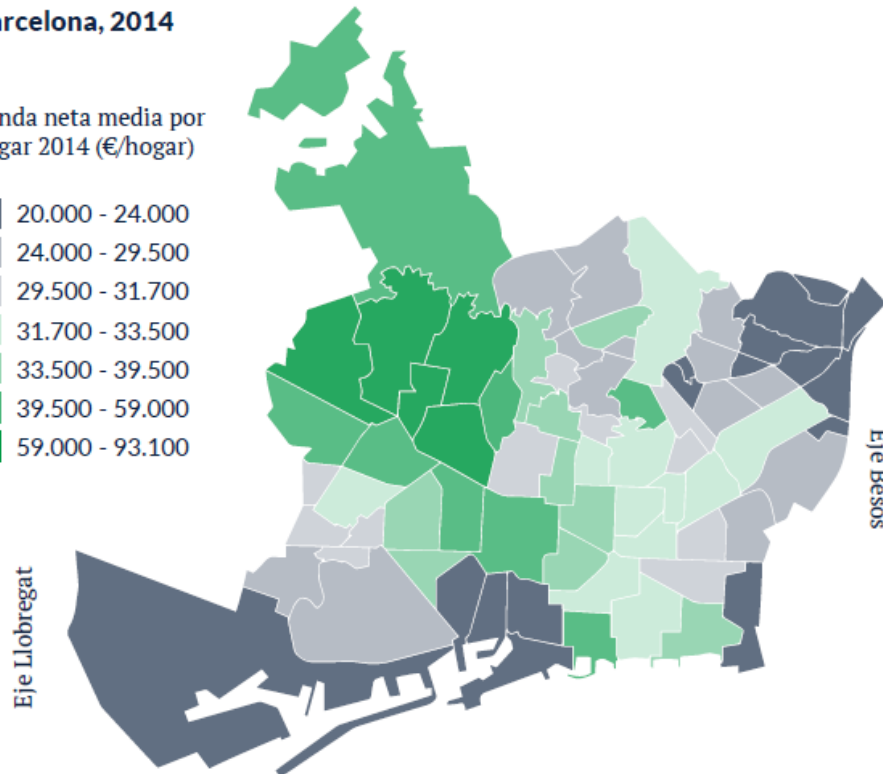 arcelona, 2014
nda neta media por
gar 2014 (€/hogar)
20.000 - 24.000
24.000 - 29.500
29.500 - 31.700
31.700 - 33.500
33.500 - 39.500
39.500 - 59.000
59.000 - 93.100
Eje Besòs
Eje Llobregat